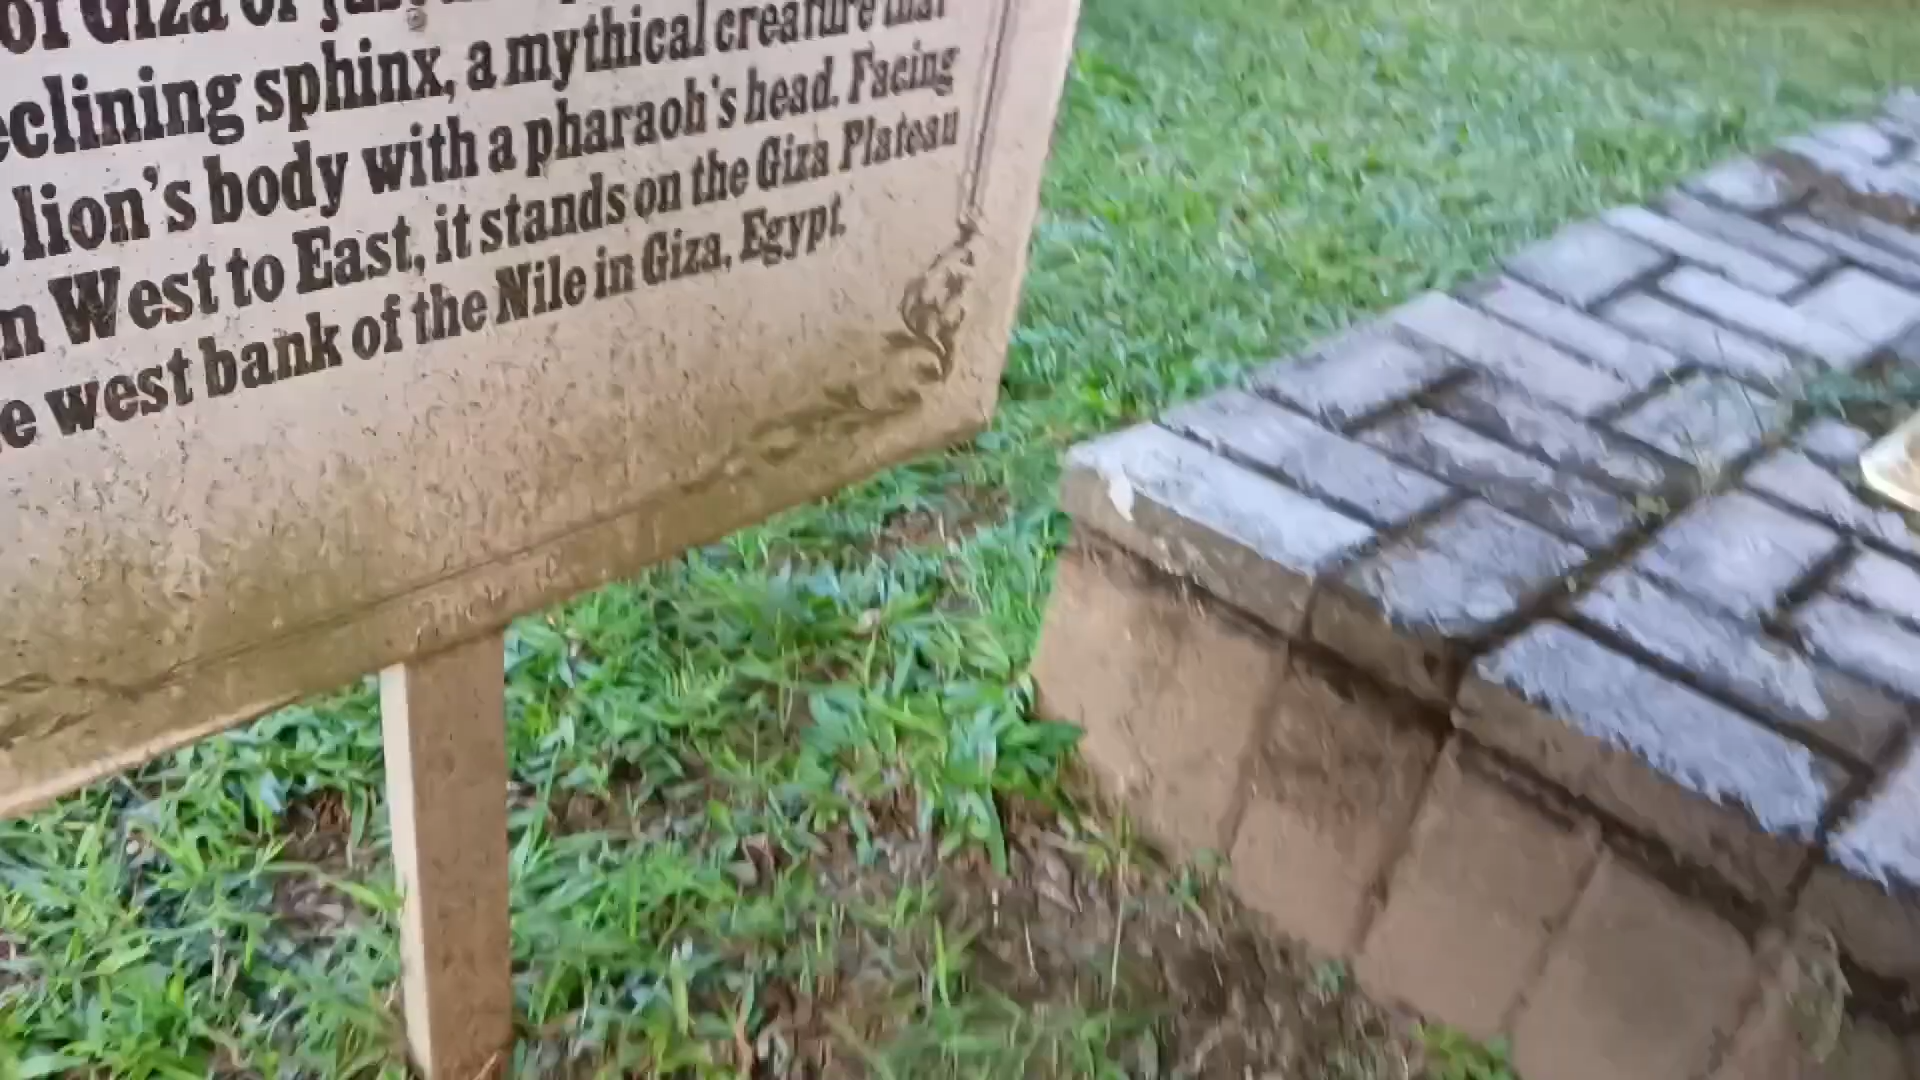 of Giza or
eclining sphinx, a mythical creature that
lion's body with a pharaoh's head. Facing
n West to East, it stands on the Giza Plateau
e west bank of the Nile in Giza, Egypt.